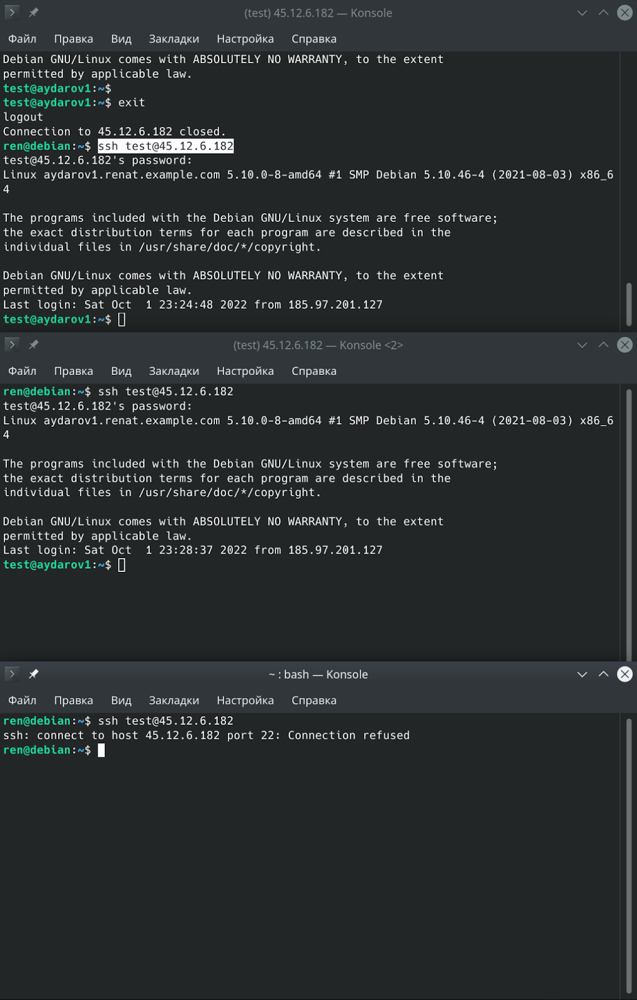 (test) 45.12.6.182 — Konsole
Файл Правка Вид Закладки Настройка Справка
Debian GNU/Linux comes with ABSOLUTELY NO WARRANTY, to the extent
permitted by applicable law.
test@aydarov1:~$
test@aydarov1:~$ exit
logout
Connection to 45.12.6.182 closed.
ren@debian:~$ ssh test@45.12.6.182
test@45.12.6.182's password:
Linux aydarov1.renat.example.com 5.10.0-8-amd64 #1 SMP Debian 5.10.46-4 (2021-08-03) x86_6
4
The programs included with the Debian GNU/Linux system are free software;
the exact distribution terms for each program are described in the
individual files in /usr/share/doc/*/copyright.
Debian GNU/Linux comes with ABSOLUTELY NO WARRANTY, to the extent
permitted by applicable law.
Last login: Sat Oct  1 23:24:48 2022 from 185.97.201.127
test@aydarov1:~$
(test) 45.12.6.182 — Konsole <2>
Файл Правка Вид Закладки Настройка Справка
ren@debian:~$ ssh test@45.12.6.182
test@45.12.6.182's password:
Linux aydarov1.renat.example.com 5.10.0-8-amd64 #1 SMP Debian 5.10.46-4 (2021-08-03) x86_6
4
The programs included with the Debian GNU/Linux system are free software;
the exact distribution terms for each program are described in the
individual files in /usr/share/doc/*/copyright.
Debian GNU/Linux comes with ABSOLUTELY NO WARRANTY, to the extent
permitted by applicable law.
Last login: Sat Oct  1 23:28:37 2022 from 185.97.201.127
test@aydarov1:~$
~ : bash — Konsole
Файл Правка Вид Закладки Настройка Справка
ren@debian:~$ ssh test@45.12.6.182
ssh: connect to host 45.12.6.182 port 22: Connection refused
ren@debian:~$